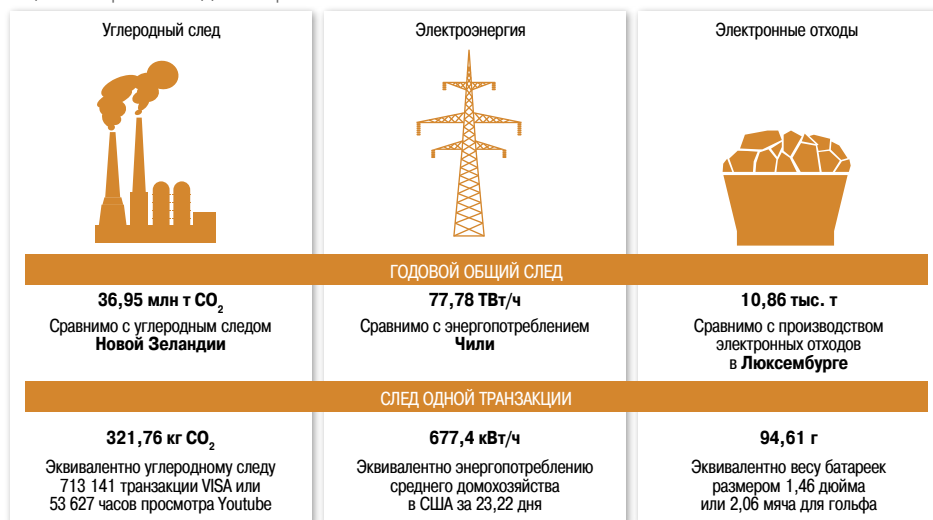 Углеродный след
Электроэнергия
Электронные отходы
ГОДОВОЙ ОБЩИЙ СЛЕД
36,95 млн т CO₂
Сравнимо с углеродным следом
Новой Зеландии
77,78 ТВт/ч
Сравнимо с энергопотреблением
Чили
10,86 тыс. т
Сравнимо с производством
электронных отходов
в Люксембурге
СЛЕД ОДНОЙ ТРАНЗАКЦИИ
321,76 кг CO₂
Эквивалентно углеродному следу
713 141 транзакции VISA или
53 627 часов просмотра Youtube
677,4 кВт/ч
Эквивалентно энергопотреблению
среднего домохозяйства
в США за 23,22 дня
94,61 г
Эквивалентно весу батареек
размером 1,46 дюйма
или 2,06 мяча для гольфа